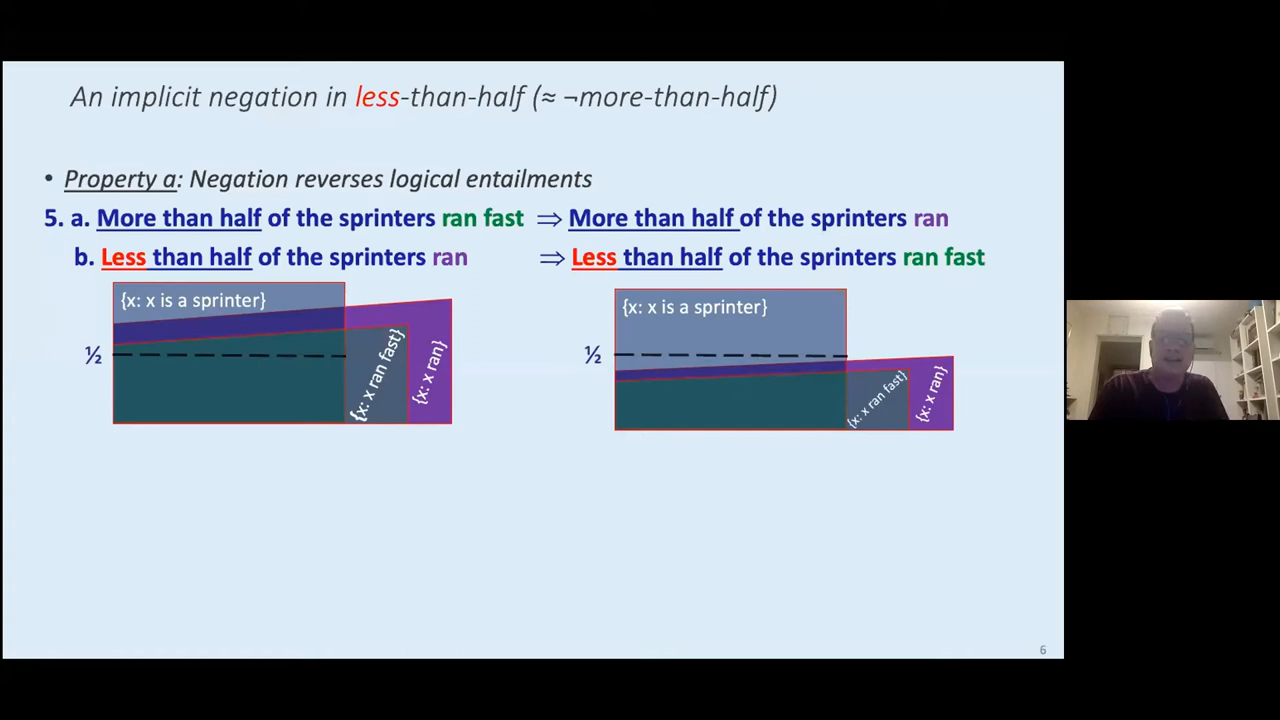 An implicit negation in less-than-half (≈ ¬more-than-half)
• Property a: Negation reverses logical entailments
5. a. More than half of the sprinters ran fast ⇒ More than half of the sprinters ran
b. Less than half of the sprinters ran ⇒ Less than half of the sprinters ran fast
{x: x is a sprinter}
½
{x: x ran fast}
{x: x ran}
{x: x is a sprinter}
½
{x: x ran fast}
{x: x ran}
6